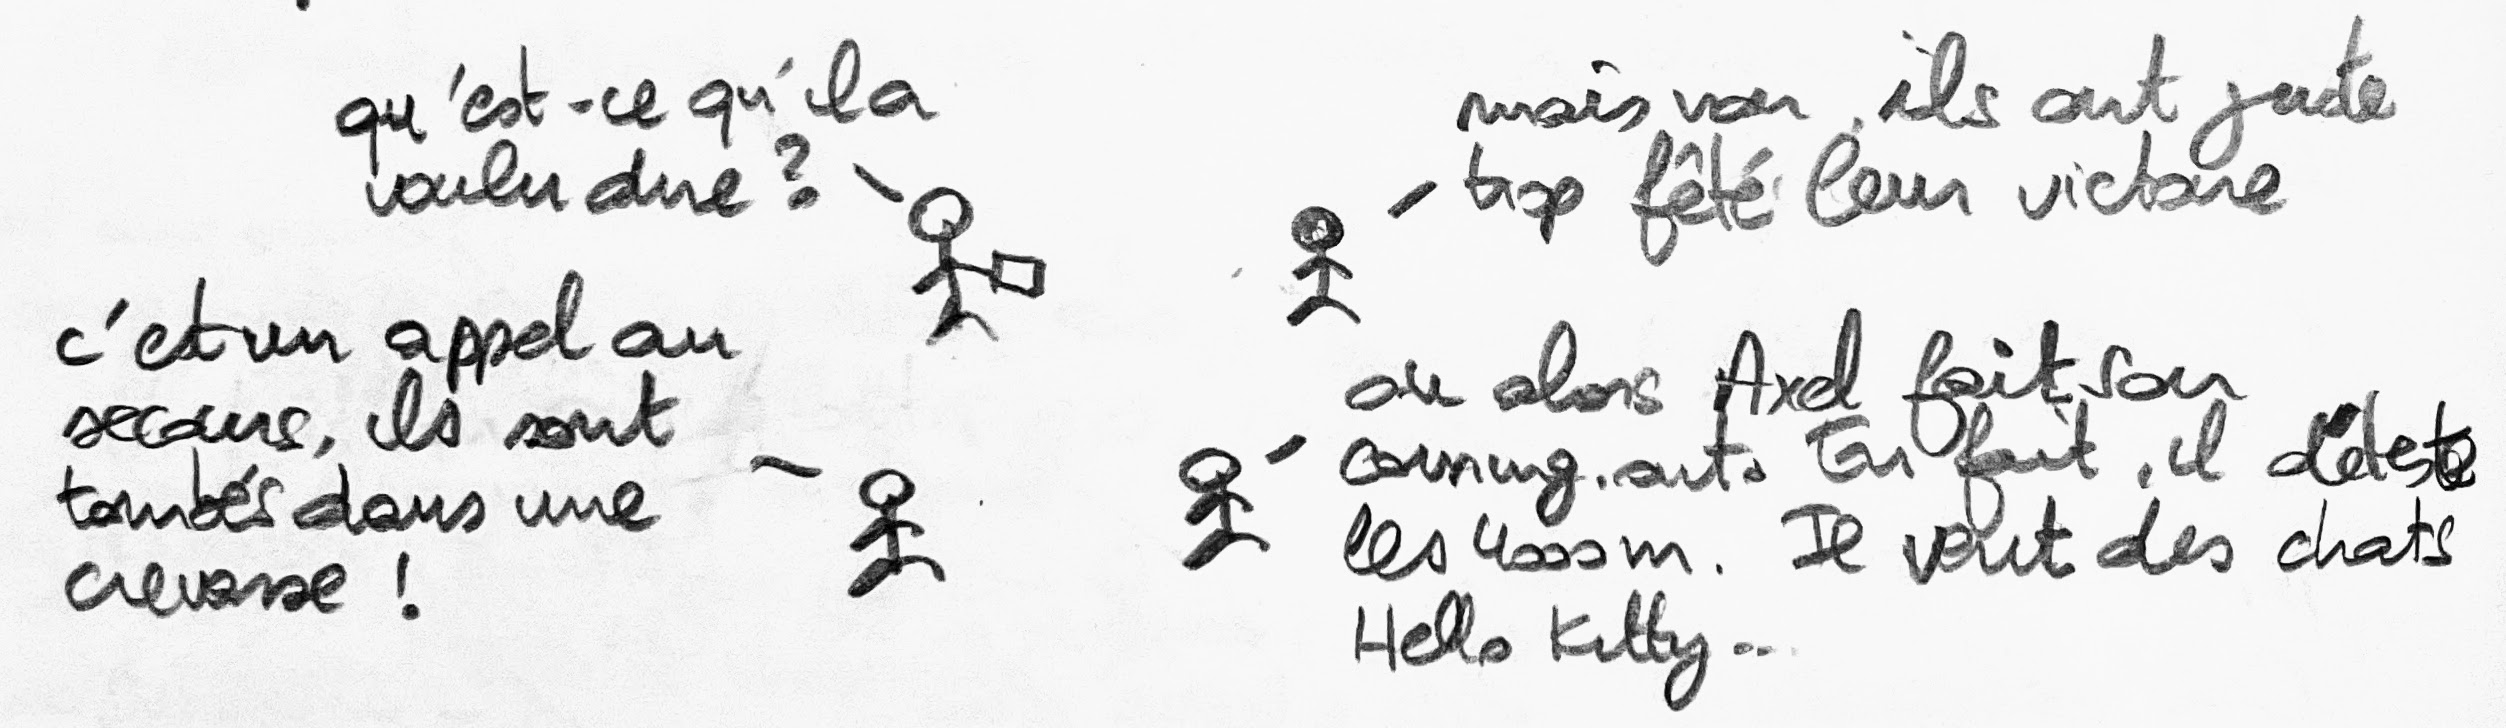 qu'est-ce qu'il a
voulu dire ?
mais non, ils ont juste
trop fêté leur victoire
c'est un appel au
secours, ils sont
tombés dans une
crevasse !
ou alors Axel fait son
coming.out. En fait, il déteste
les 4000m. Il veut des chats
Hello Kitty...